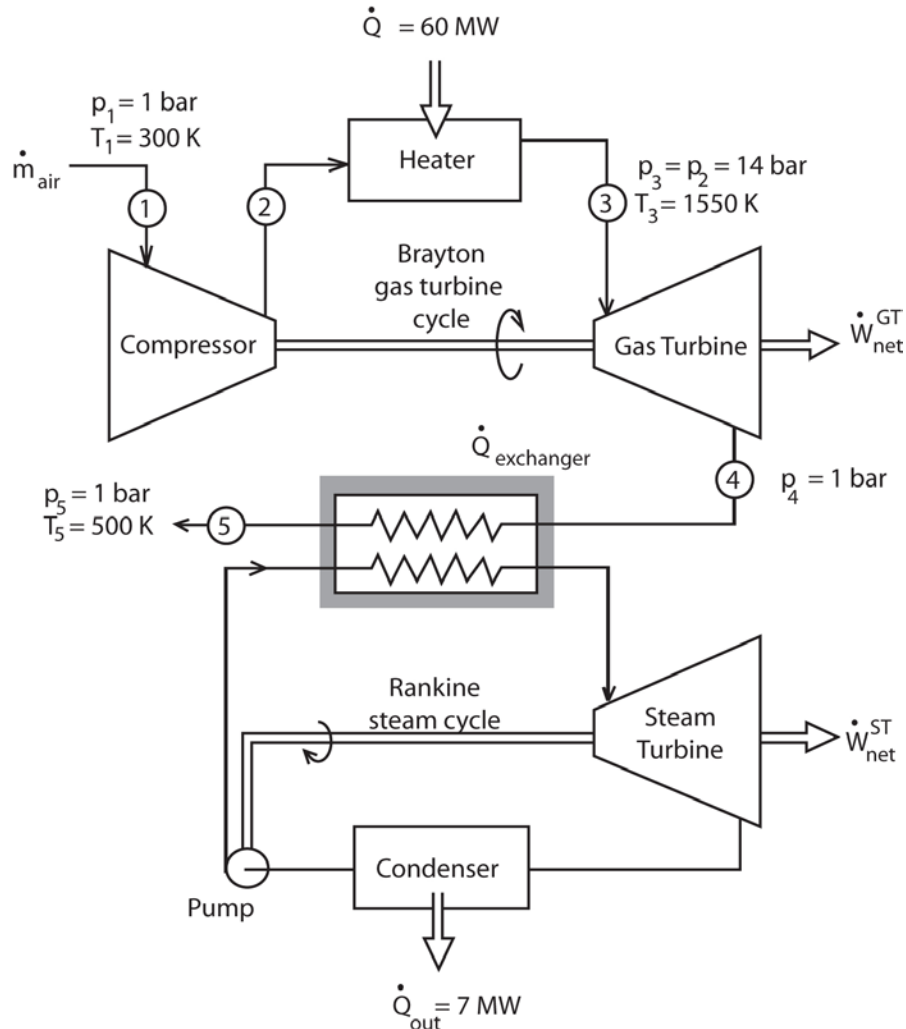 Q̇ = 60 MW
p₁ = 1 bar
T₁ = 300 K
ṁ air
1
2
Heater
3
p₃ = p₂ = 14 bar
T₃ = 1550 K
Brayton
gas turbine
cycle
Compressor
Gas Turbine
Ẇ GT net
Q̇ exchanger
p₅ = 1 bar
T₅ = 500 K
5
4
p₄ = 1 bar
Rankine
steam cycle
Steam
Turbine
Ẇ ST net
Condenser
Pump
Q̇ out = 7 MW